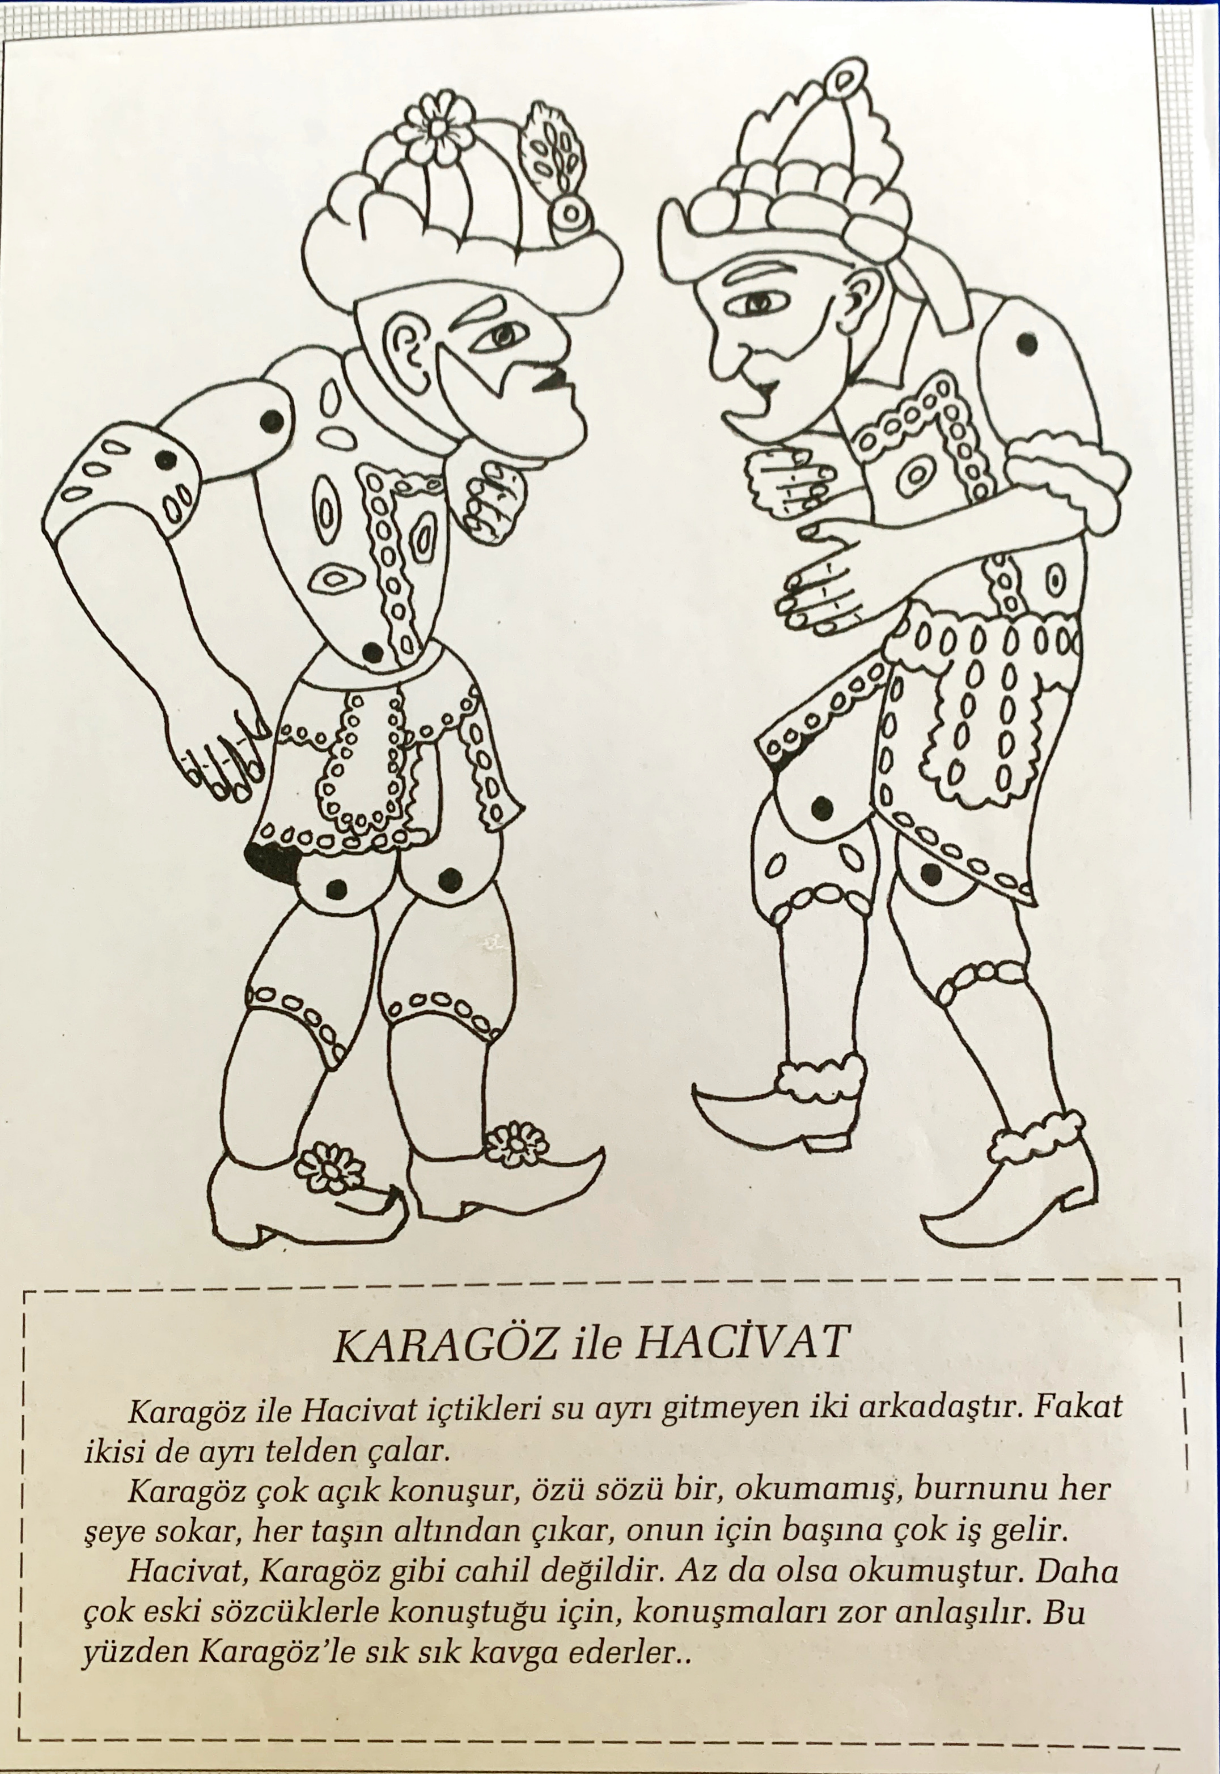 KARAGÖZ ile HACİVAT
Karagöz ile Hacivat içtikleri su ayrı gitmeyen iki arkadaştır. Fakat
ikisi de ayrı telden çalar.
Karagöz çok açık konuşur, özü sözü bir, okumamış, burnunu her
şeye sokar, her taşın altından çıkar, onun için başına çok iş gelir.
Hacivat, Karagöz gibi cahil değildir. Az da olsa okumuştur. Daha
çok eski sözcüklerle konuştuğu için, konuşmaları zor anlaşılır. Bu
yüzden Karagöz’le sık sık kavga ederler..